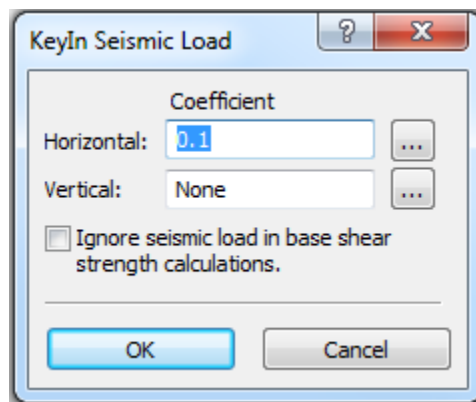 KeyIn Seismic Load
?
X
Coefficient
Horizontal: 0.1 ...
Vertical: None ...
Ignore seismic load in base shear
strength calculations.
OK Cancel